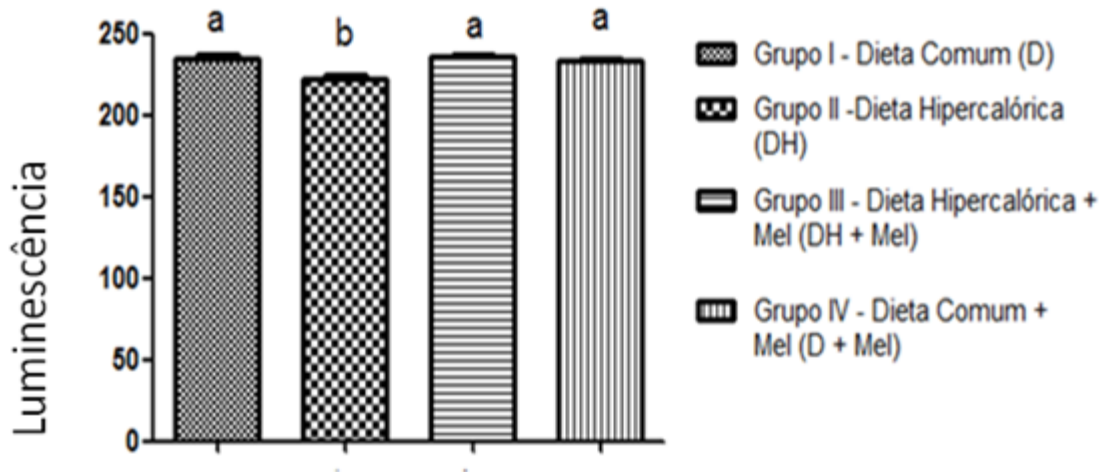 Luminescência
250
200
150
100
50
0
a
b
a
a
Grupo I - Dieta Comum (D)
Grupo II -Dieta Hipercalórica
(DH)
Grupo III - Dieta Hipercalórica +
Mel (DH + Mel)
Grupo IV - Dieta Comum +
Mel (D + Mel)